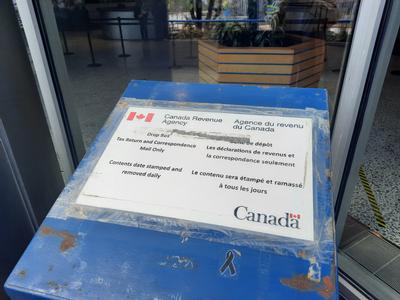 Canada Revenue Agency
Agence du revenu du Canada
Drop Box
Tax Return and Correspondence
Mail Only
Contents date stamped and
removed daily
de dépôt
Les déclarations de revenus et
la correspondance seulement
Le contenu sera étampé et ramassé
à tous les jours
Canada